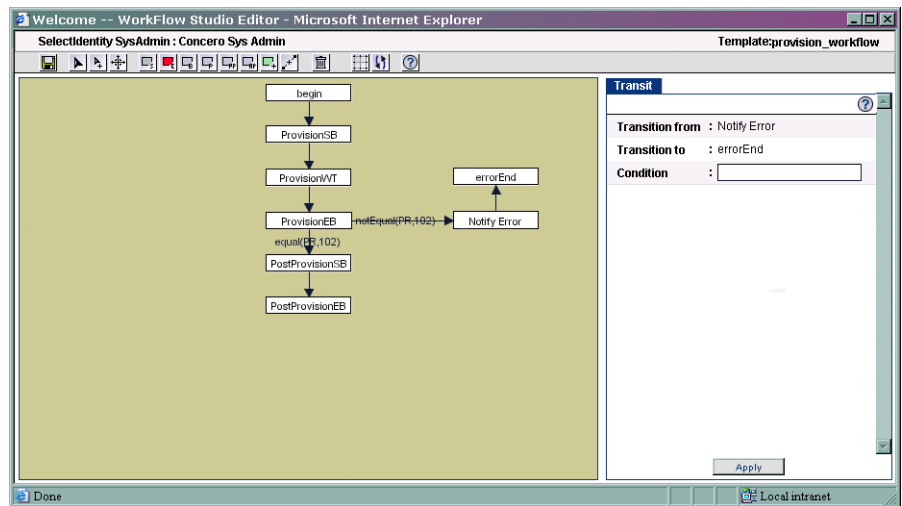 Welcome -- WorkFlow Studio Editor - Microsoft Internet Explorer
SelectIdentity SysAdmin : Concero Sys Admin
Template:provision_workflow
begin
ProvisionSB
ProvisionWT
ProvisionEB
notEqual(PR,102)
Notify Error
errorEnd
equal(PR,102)
PostProvisionSB
PostProvisionEB
Transit
Transition from : Notify Error
Transition to : errorEnd
Condition :
Apply
Done
Local intranet